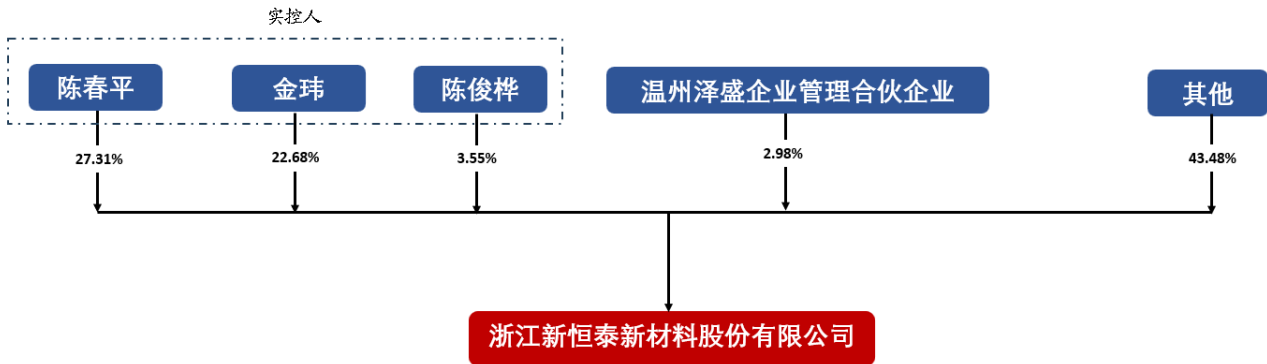 实控人
陈春平
金玮
陈俊桦
温州泽盛企业管理合伙企业
其他
27.31%
22.68%
3.55%
2.98%
43.48%
浙江新恒泰新材料股份有限公司